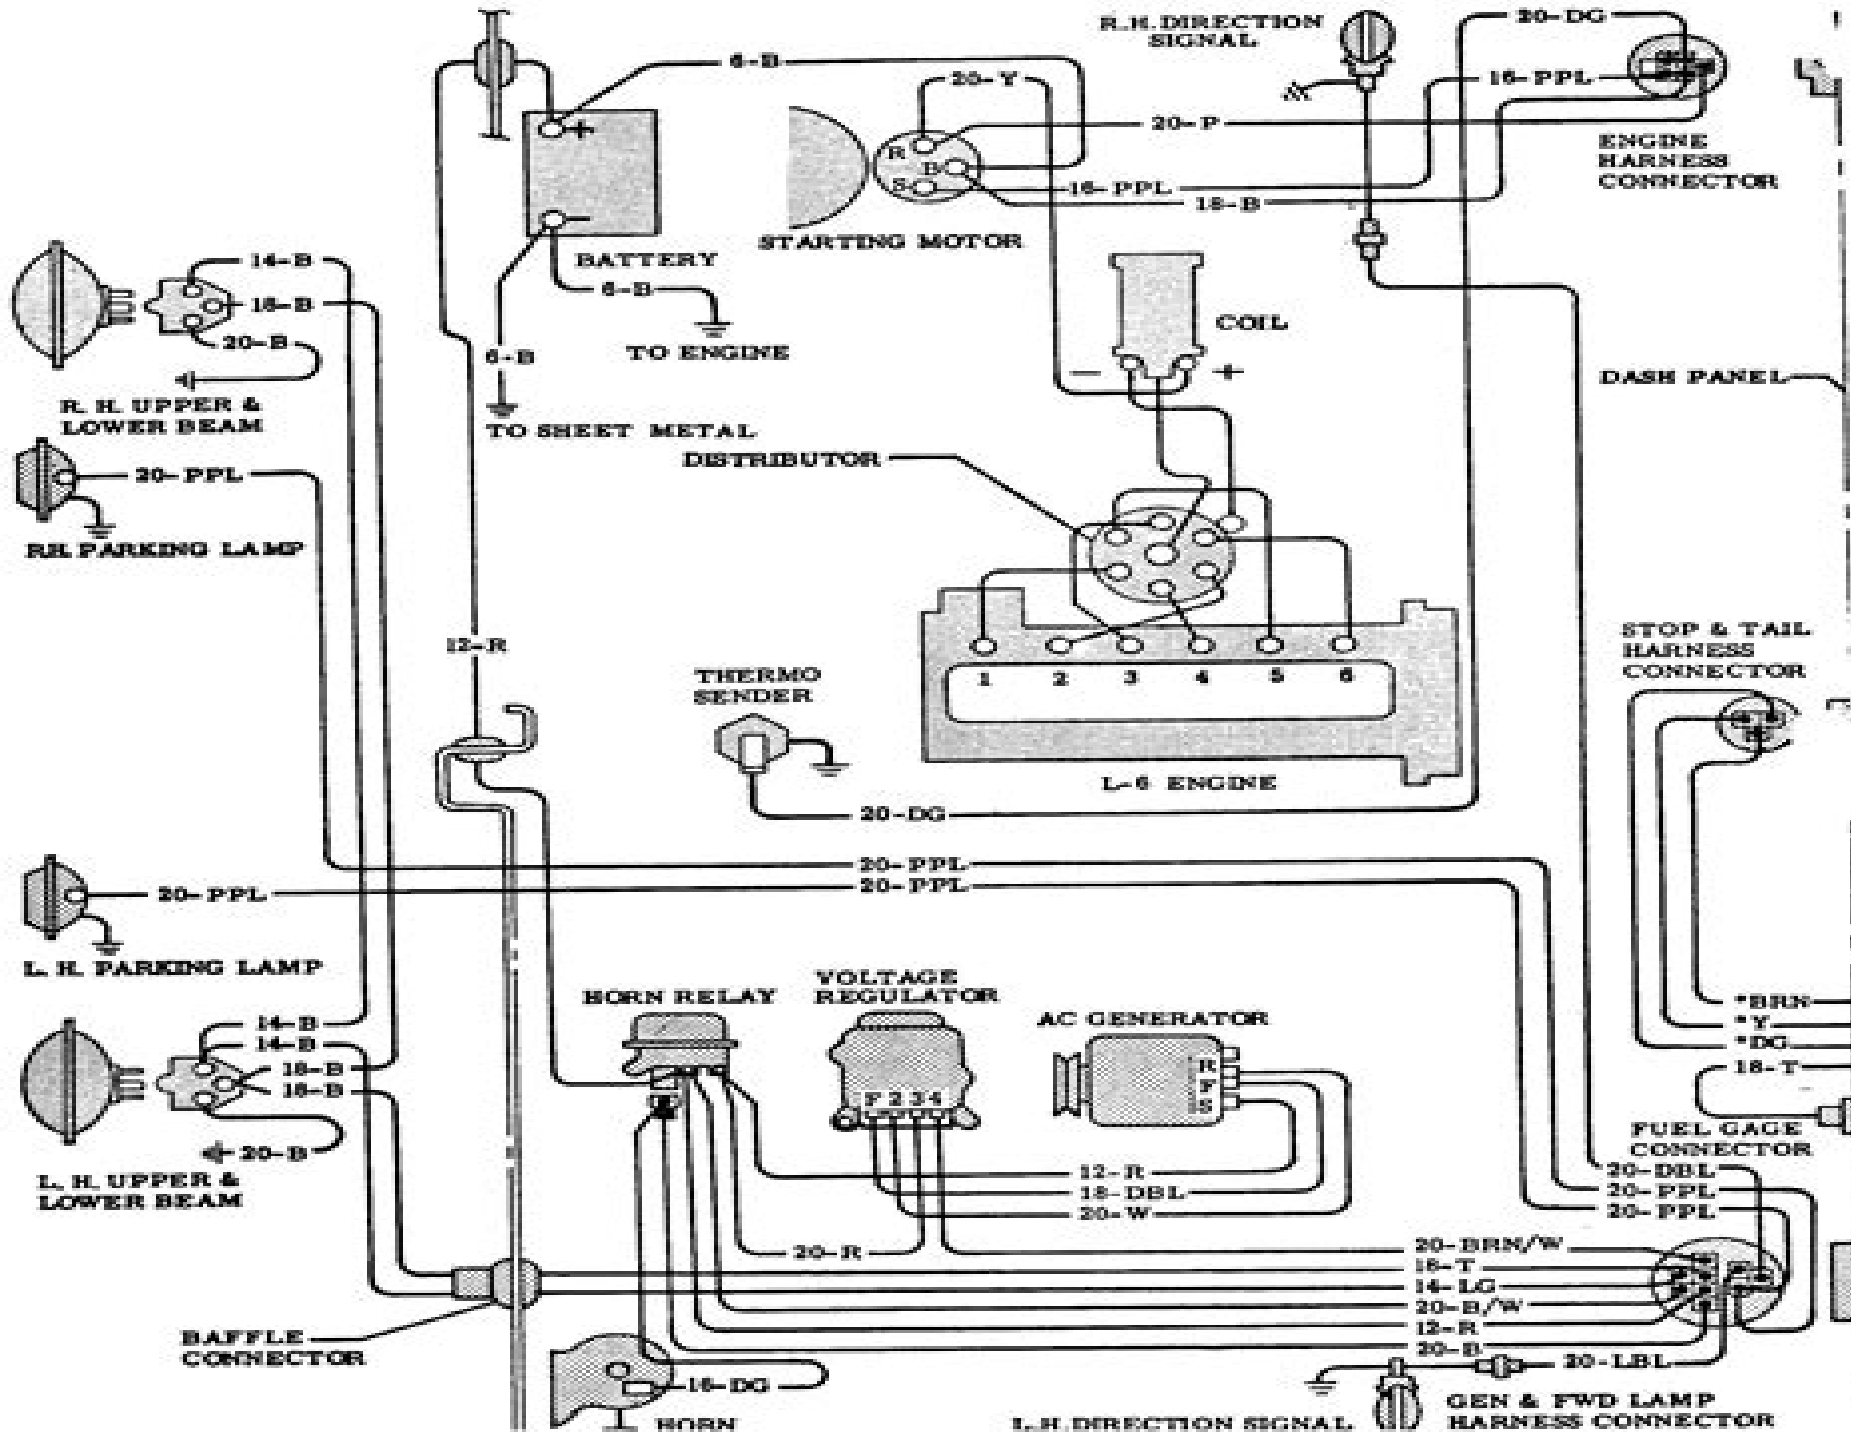 R.H. DIRECTION
SIGNAL
20-DG
6-B
20-Y
16-PPL
+
20-P
ENGINE
HARNESS
CONNECTOR
R
B
S
16-PPL
18-B
−
STARTING MOTOR
BATTERY
6-B
14-B
16-B
20-B
TO ENGINE
6-B
COIL
−
+
DASH PANEL
R. H. UPPER &
LOWER BEAM
TO SHEET METAL
DISTRIBUTOR
20-PPL
RH. PARKING LAMP
12-R
STOP & TAIL
HARNESS
CONNECTOR
THERMO
SENDER
1 2 3 4 5 6
L-6 ENGINE
20-DG
20-PPL
20-PPL
20-PPL
L. H. PARKING LAMP
HORN RELAY
VOLTAGE
REGULATOR
AC GENERATOR
*BRN
*Y
*DG
18-T
14-B
14-B
16-B
16-B
20-B
R
F
S
F 2 3 4
FUEL GAGE
CONNECTOR
L. H. UPPER &
LOWER BEAM
12-R
18-DBL
20-W
20-DBL
20-PPL
20-PPL
20-R
20-BRN/W
16-T
14-LG
20-B/W
12-R
20-B
20-LBL
BAFFLE
CONNECTOR
16-DG
HORN
L.H. DIRECTION SIGNAL
GEN & FWD LAMP
HARNESS CONNECTOR